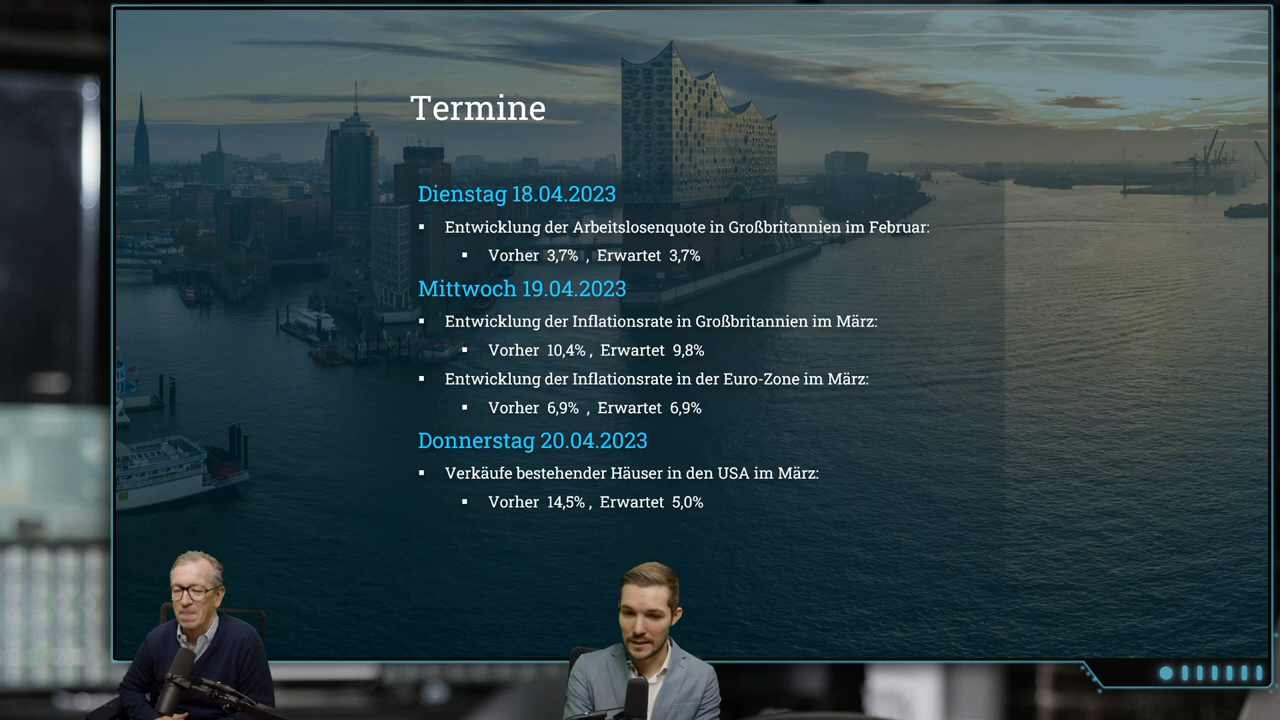 Termine
Dienstag 18.04.2023
▪ Entwicklung der Arbeitslosenquote in Großbritannien im Februar:
▪ Vorher 3,7% , Erwartet 3,7%
Mittwoch 19.04.2023
▪ Entwicklung der Inflationsrate in Großbritannien im März:
▪ Vorher 10,4% , Erwartet 9,8%
▪ Entwicklung der Inflationsrate in der Euro-Zone im März:
▪ Vorher 6,9% , Erwartet 6,9%
Donnerstag 20.04.2023
▪ Verkäufe bestehender Häuser in den USA im März:
▪ Vorher 14,5% , Erwartet 5,0%